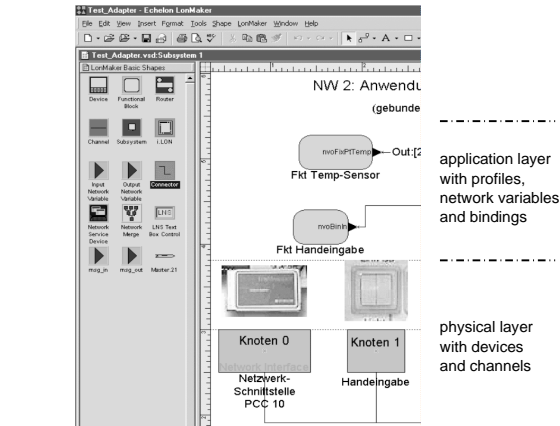 Test_Adapter - Echelon LonMaker
File Edit View Insert Format Tools Shape LonMaker Window Help
Test_Adapter.vsd:Subsystem 1
LonMaker Basic Shapes
Device
Functional Block
Router
Channel
Subsystem
i.LON
Input Network Variable
Output Network Variable
Connector
Network Service Device
Network Merge
LNS
LNS Text Box Control
msg_in
msg_out
Master.21
NW 2: Anwendu
(gebunde
nvoFixPtTemp
Out:[2
Fkt Temp-Sensor
nvoBinIn
Fkt Handeingabe
Knoten 0
Network Interface
Netzwerk-
Schnittstelle
PCC 10
Knoten 1
Handeingabe
application layer
with profiles,
network variables
and bindings
physical layer
with devices
and channels